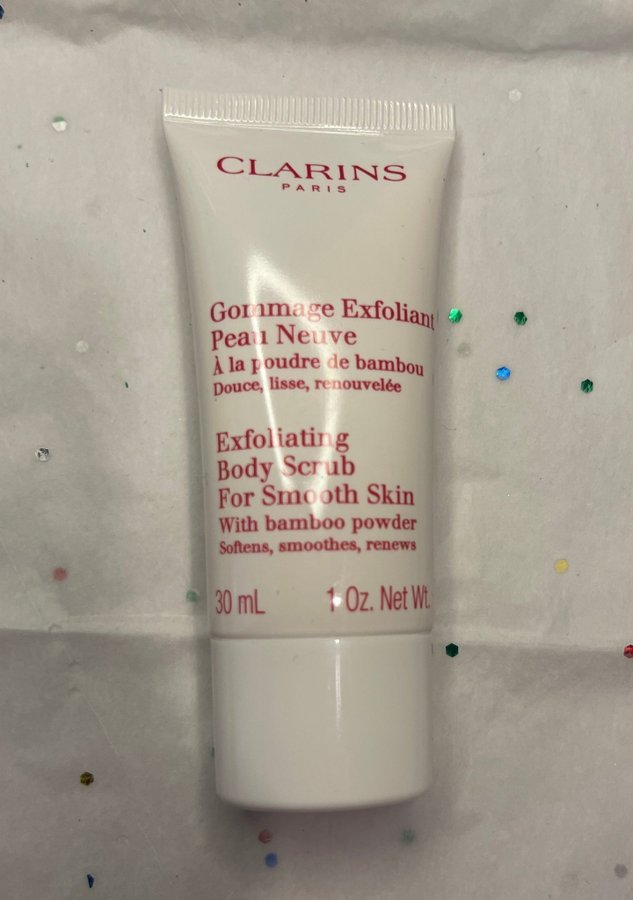 CLARINS
PARIS
Gommage Exfoliant
Peau Neuve
À la poudre de bambou
Douce, lisse, renouvelée
Exfoliating
Body Scrub
For Smooth Skin
With bamboo powder
Softens, smoothes, renews
30 mL 1 Oz. Net Wt.